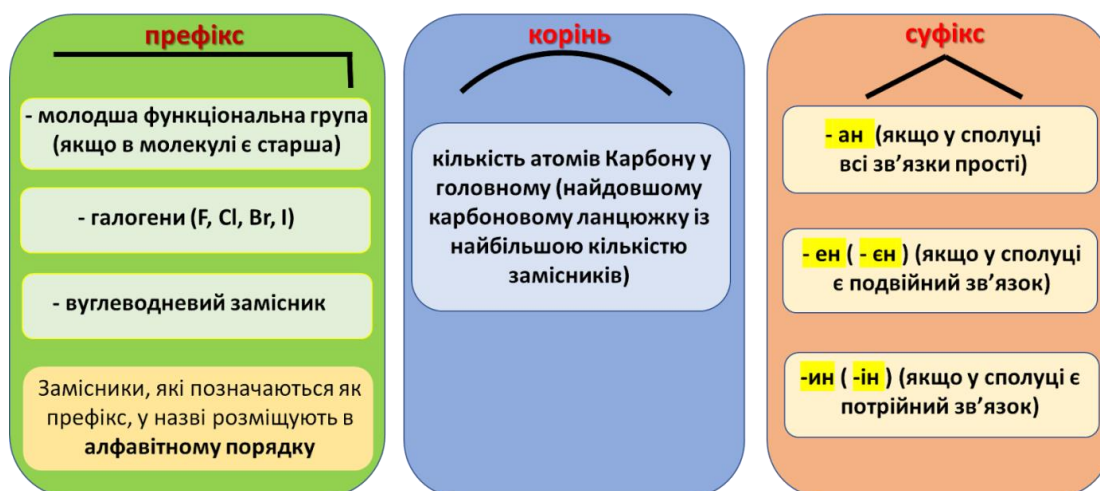 префікс
- молодша функціональна група
(якщо в молекулі є старша)
- галогени (F, Cl, Br, I)
- вуглеводневий замісник
Замісники, які позначаються як
префікс, у назві розміщують в
алфавітному порядку
корінь
кількість атомів Карбону у
головному (найдовшому
карбоновому ланцюжку із
найбільшою кількістю
замісників)
суфікс
- ан (якщо у сполуці
всі зв’язки прості)
- ен ( - єн ) (якщо у сполуці
є подвійний зв’язок)
-ин ( -ін ) (якщо у сполуці є
потрійний зв’язок)